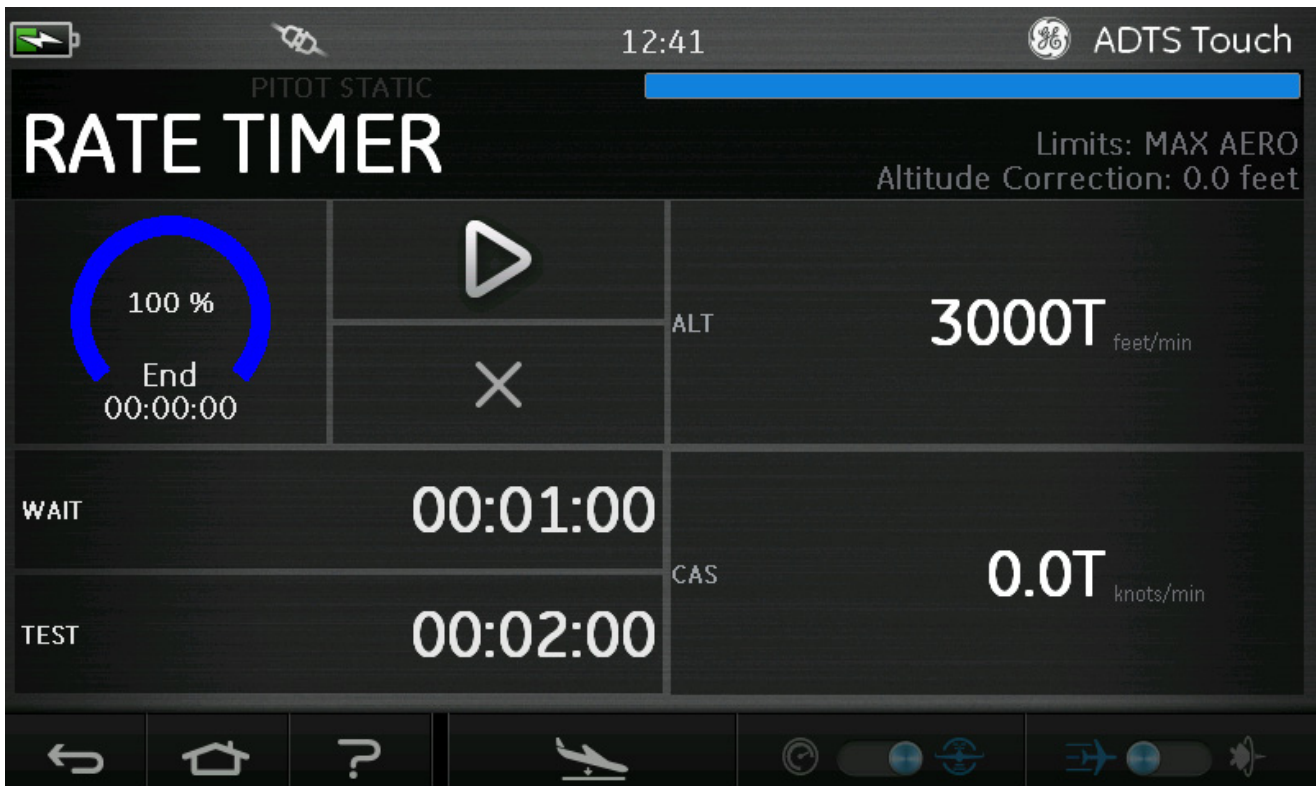 12:41
ADTS Touch
PITOT STATIC
RATE TIMER
Limits: MAX AERO
Altitude Correction: 0.0 feet
100 %
End
00:00:00
ALT 3000T feet/min
WAIT 00:01:00
CAS 0.0T knots/min
TEST 00:02:00